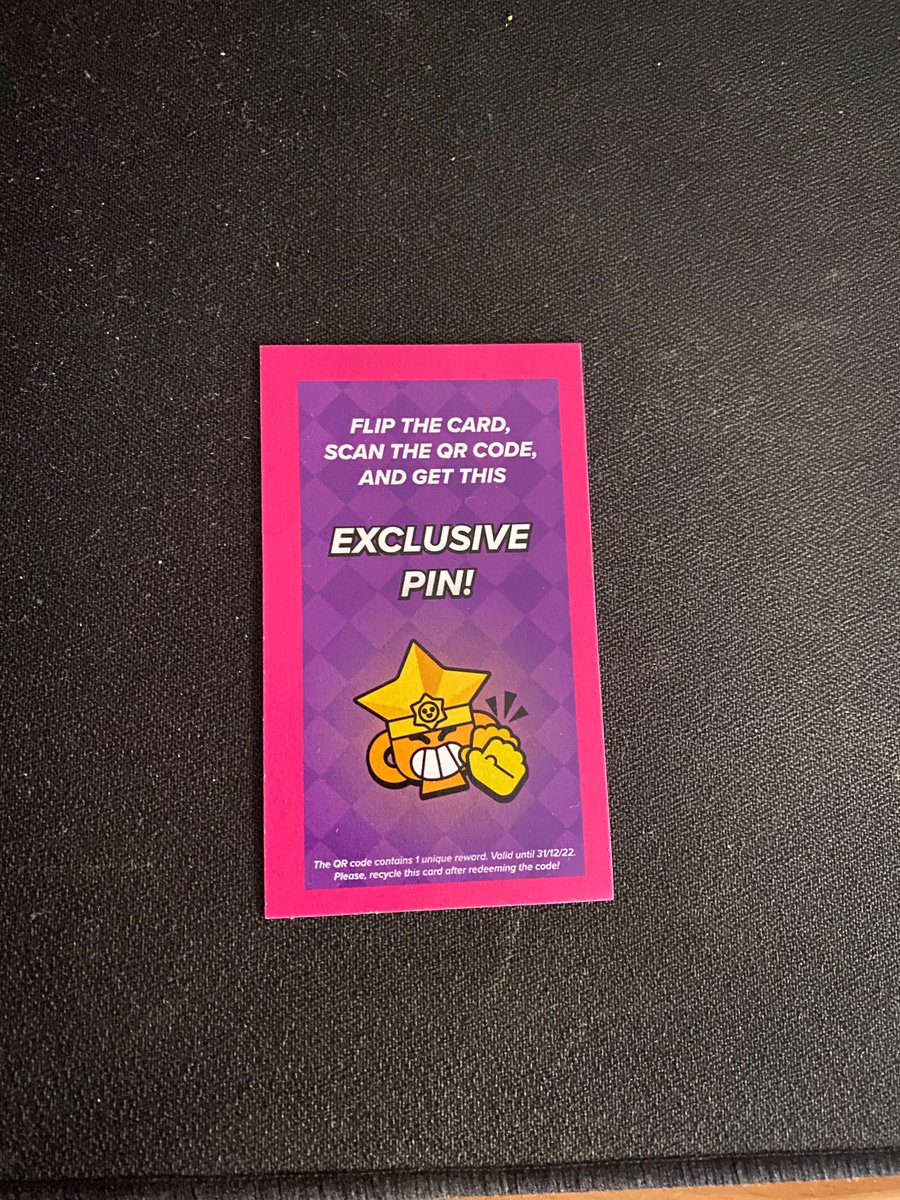 FLIP THE CARD,
SCAN THE QR CODE,
AND GET THIS
EXCLUSIVE
PIN!
The QR code contains 1 unique reward. Valid until 31/12/22.
Please, recycle this card after redeeming the code!